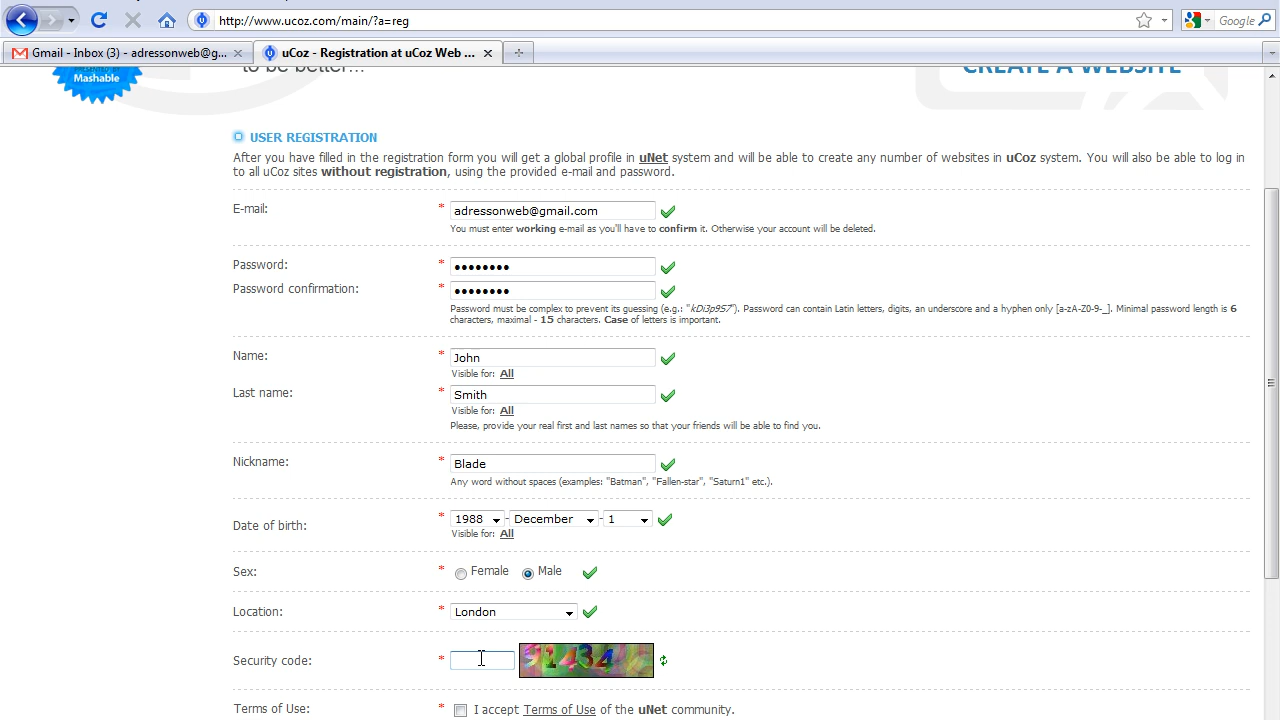 http://www.ucoz.com/main/?a=reg
Google
Gmail - Inbox (3) - adressonweb@g...
uCoz - Registration at uCoz Web ...
to be better...
Mashable
CREATE A WEBSITE
USER REGISTRATION
After you have filled in the registration form you will get a global profile in uNet system and will be able to create any number of websites in uCoz system. You will also be able to log in
to all uCoz sites without registration, using the provided e-mail and password.
E-mail: * adressonweb@gmail.com
You must enter working e-mail as you'll have to confirm it. Otherwise your account will be deleted.
Password: * ••••••••
Password confirmation: * ••••••••
Password must be complex to prevent its guessing (e.g.: "kDi3p9S7"). Password can contain Latin letters, digits, an underscore and a hyphen only [a-zA-Z0-9-_]. Minimal password length is 6
characters, maximal - 15 characters. Case of letters is important.
Name: * John
Visible for: All
Last name: * Smith
Visible for: All
Please, provide your real first and last names so that your friends will be able to find you.
Nickname: * Blade
Any word without spaces (examples: "Batman", "Fallen-star", "Saturn1" etc.).
Date of birth: * 1988 - December - 1
Visible for: All
Sex: * Female Male
Location: * London
Security code: * 91434
Terms of Use: * I accept Terms of Use of the uNet community.